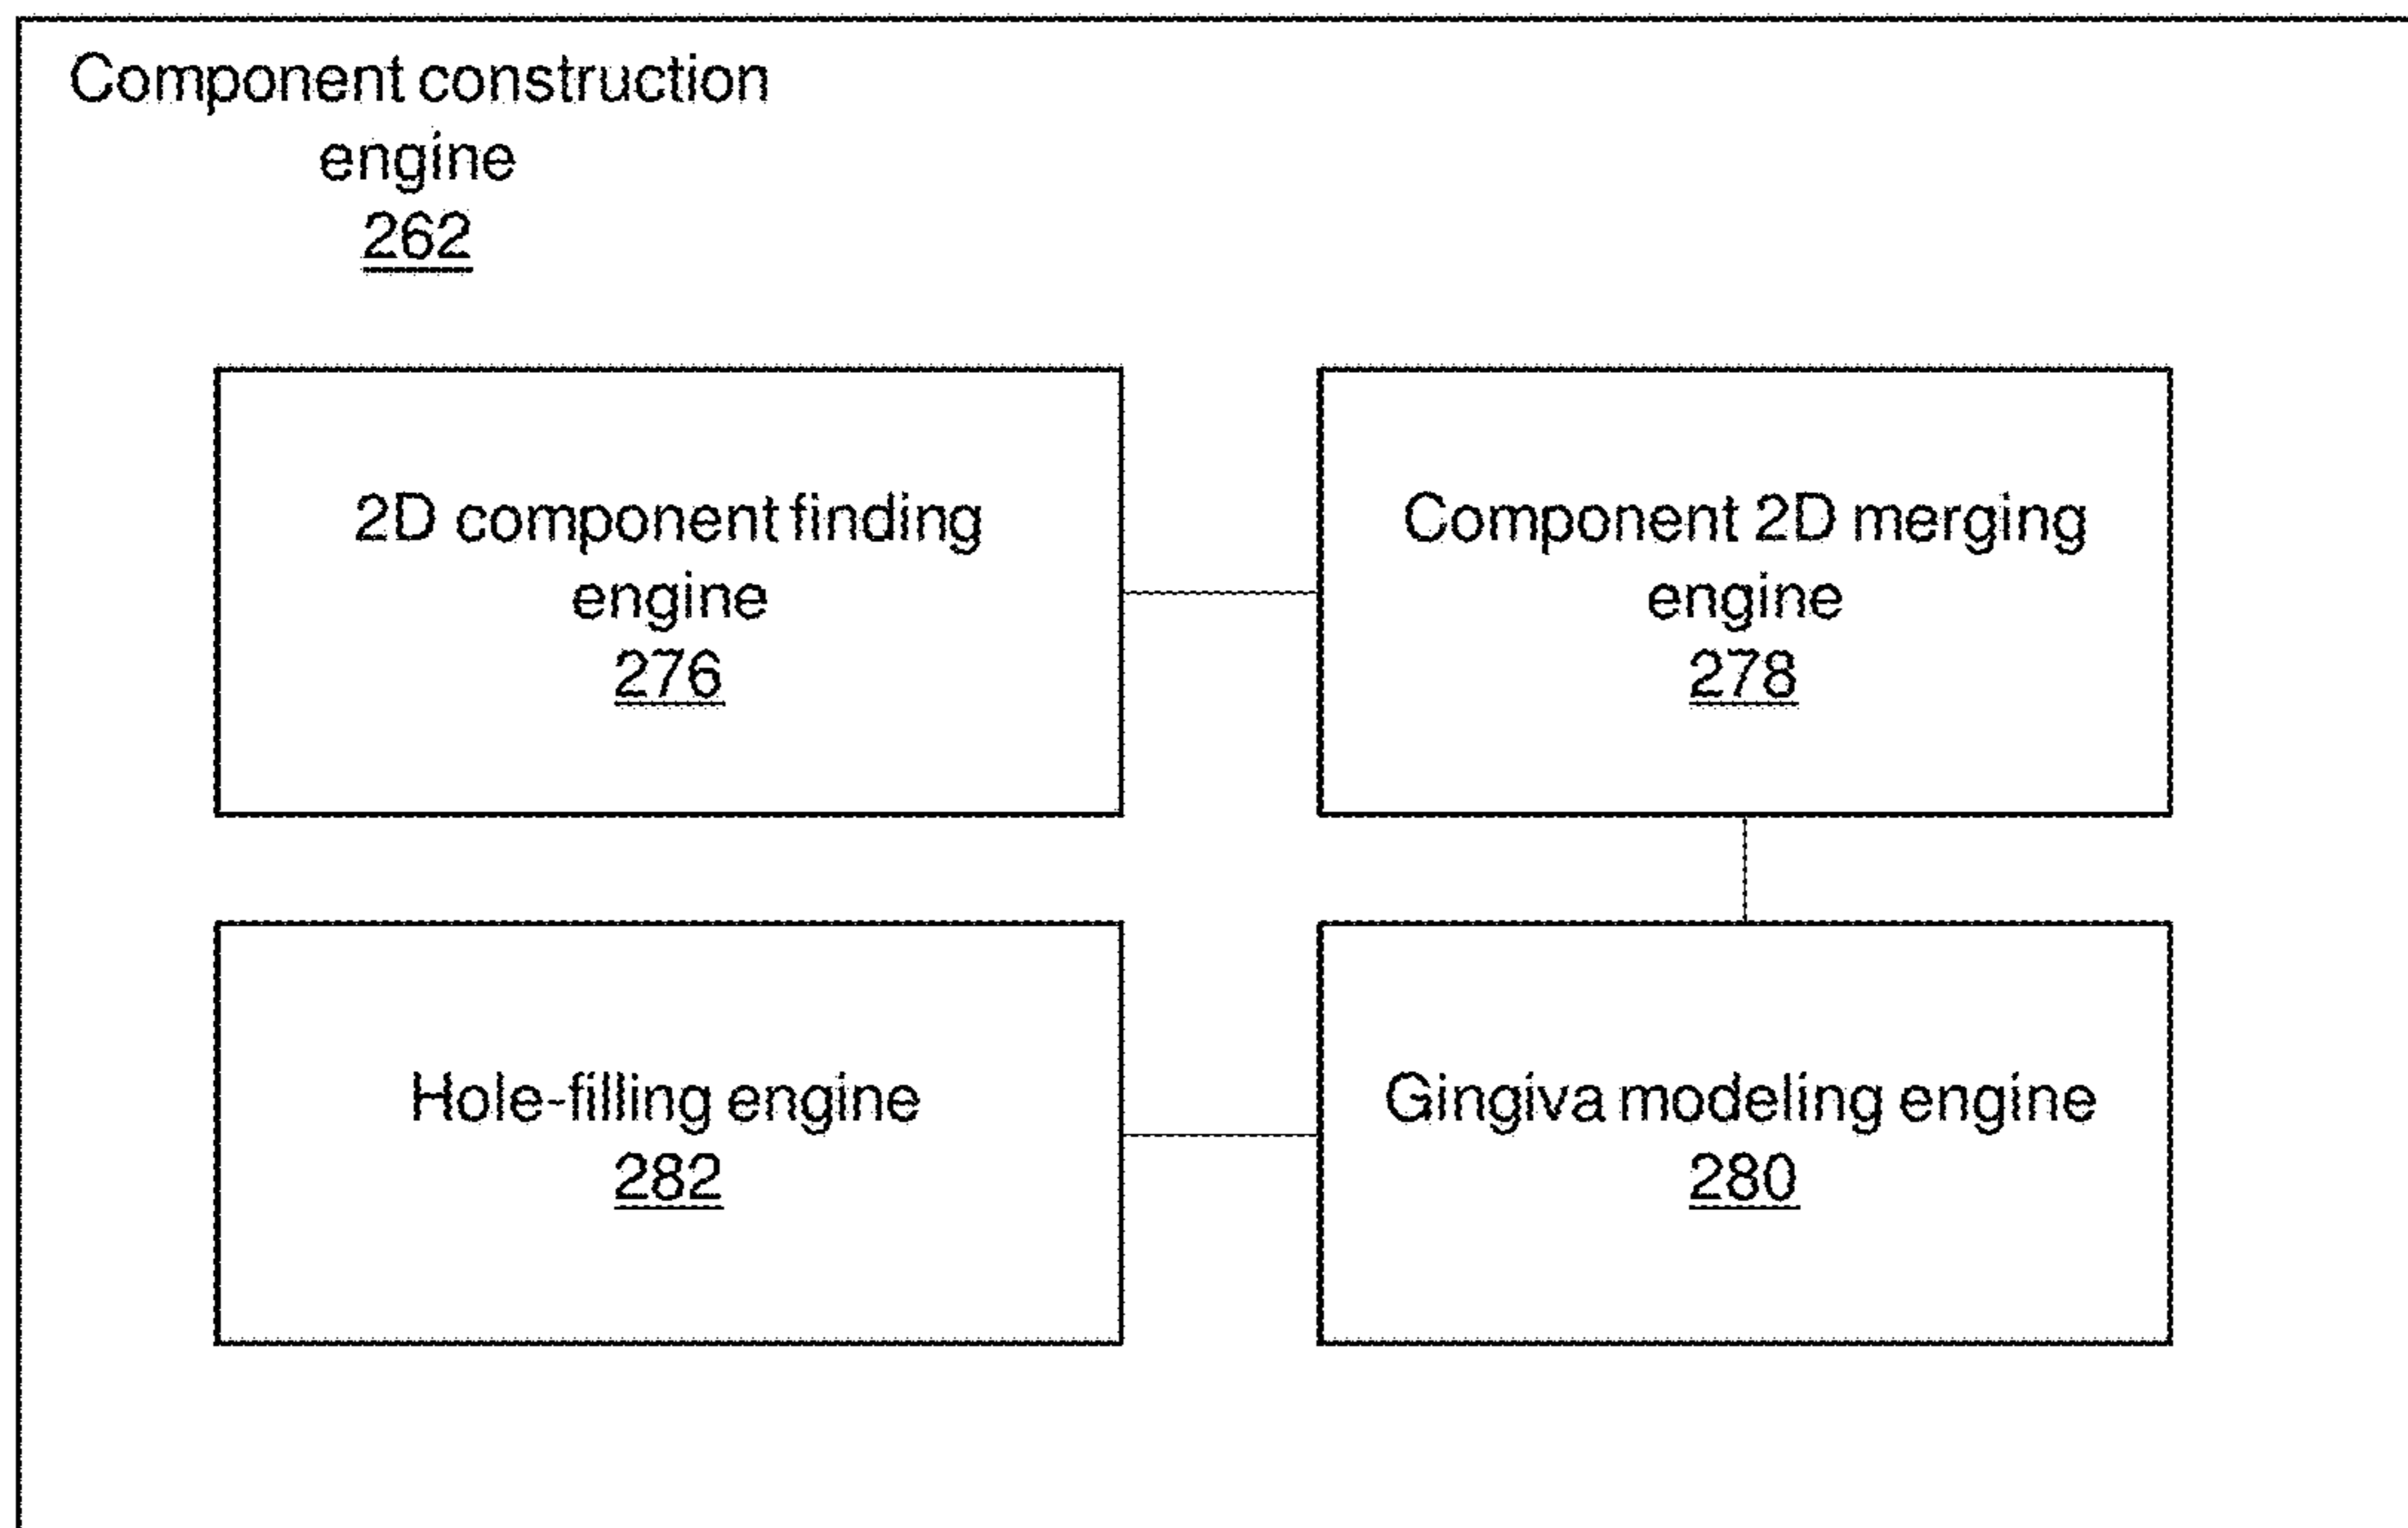 Component construction
engine
262
2D component finding
engine
276
Component 2D merging
engine
278
Hole-filling engine
282
Gingiva modeling engine
280